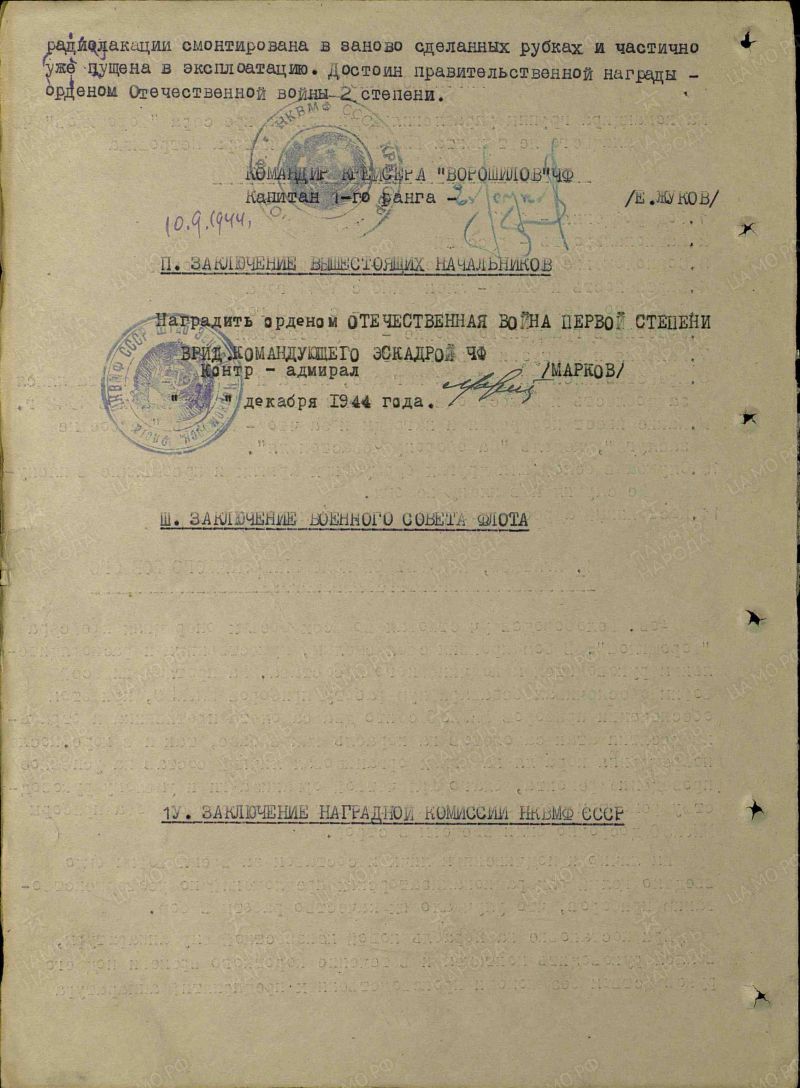 радиолакации смонтирована в заново сделанных рубках и частично
уже пущена в эксплоатацию. Достоин правительственной награды -
орденом Отечественной войны 2 степени.
КОМАНДИР КРЕЙСЕРА "ВОРОШИЛОВ" ЧФ
Капитан 1-го ранга - /Е.ЖУКОВ/
10.9.1944.
П. ЗАКЛЮЧЕНИЕ ВЫШЕСТОЯЩИХ НАЧАЛЬНИКОВ
Наградить орденом ОТЕЧЕСТВЕННАЯ ВОЙНА ПЕРВОЙ СТЕПЕНИ
ВРИД.КОМАНДУЮЩЕГО ЭСКАДРОЙ ЧФ
Контр - адмирал /МАРКОВ/
" " декабря 1944 года.
Ш. ЗАКЛЮЧЕНИЕ ВОЕННОГО СОВЕТА ФЛОТА
1У. ЗАКЛЮЧЕНИЕ НАГРАДНОЙ КОМИССИИ НКВМФ СССР